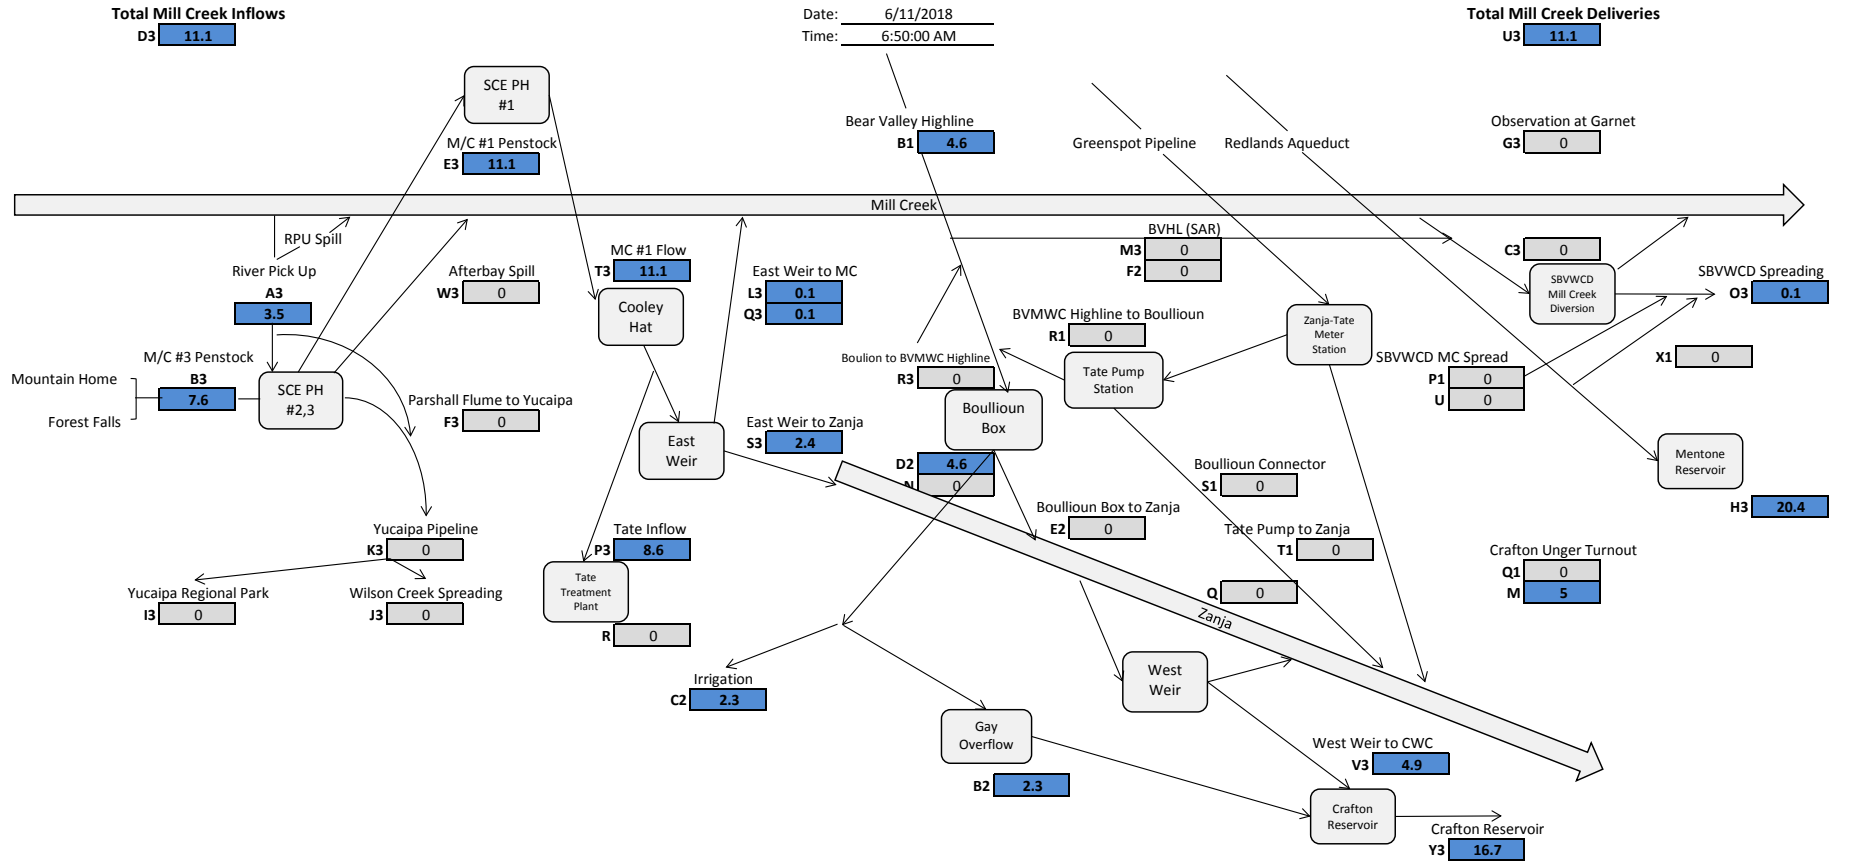 Total Mill Creek Inflows
D3 11.1
Date: 6/11/2018
Time: 6:50:00 AM
Total Mill Creek Deliveries
U3 11.1
SCE PH
#1
M/C #1 Penstock
E3 11.1
Bear Valley Highline
B1 4.6
Greenspot Pipeline
Redlands Aqueduct
Observation at Garnet
G3 0
Mill Creek
RPU Spill
River Pick Up
A3
3.5
Afterbay Spill
W3 0
MC #1 Flow
T3 11.1
Cooley
Hat
East Weir to MC
L3 0.1
Q3 0.1
BVHL (SAR)
M3 0
F2 0
C3 0
SBVWCD
Mill Creek
Diversion
SBVWCD Spreading
O3 0.1
BVMWC Highline to Boullioun
R1 0
Zanja-Tate
Meter
Station
M/C #3 Penstock
B3
7.6
Mountain Home
Forest Falls
SCE PH
#2,3
Boulion to BVMWC Highline
R3 0
Tate Pump
Station
SBVWCD MC Spread
P1 0
U 0
X1 0
Parshall Flume to Yucaipa
F3 0
East
Weir
East Weir to Zanja
S3 2.4
Boullioun
Box
D2 4.6
N 0
Boullioun Connector
S1 0
Mentone
Reservoir
H3 20.4
Yucaipa Pipeline
K3 0
Tate Inflow
P3 8.6
Boullioun Box to Zanja
E2 0
Tate Pump to Zanja
T1 0
Crafton Unger Turnout
Q1 0
M 5
Yucaipa Regional Park
I3 0
Wilson Creek Spreading
J3 0
Tate
Treatment
Plant
R 0
Q 0
Zanja
Irrigation
C2 2.3
West
Weir
Gay
Overflow
B2 2.3
West Weir to CWC
V3 4.9
Crafton
Reservoir
Crafton Reservoir
Y3 16.7